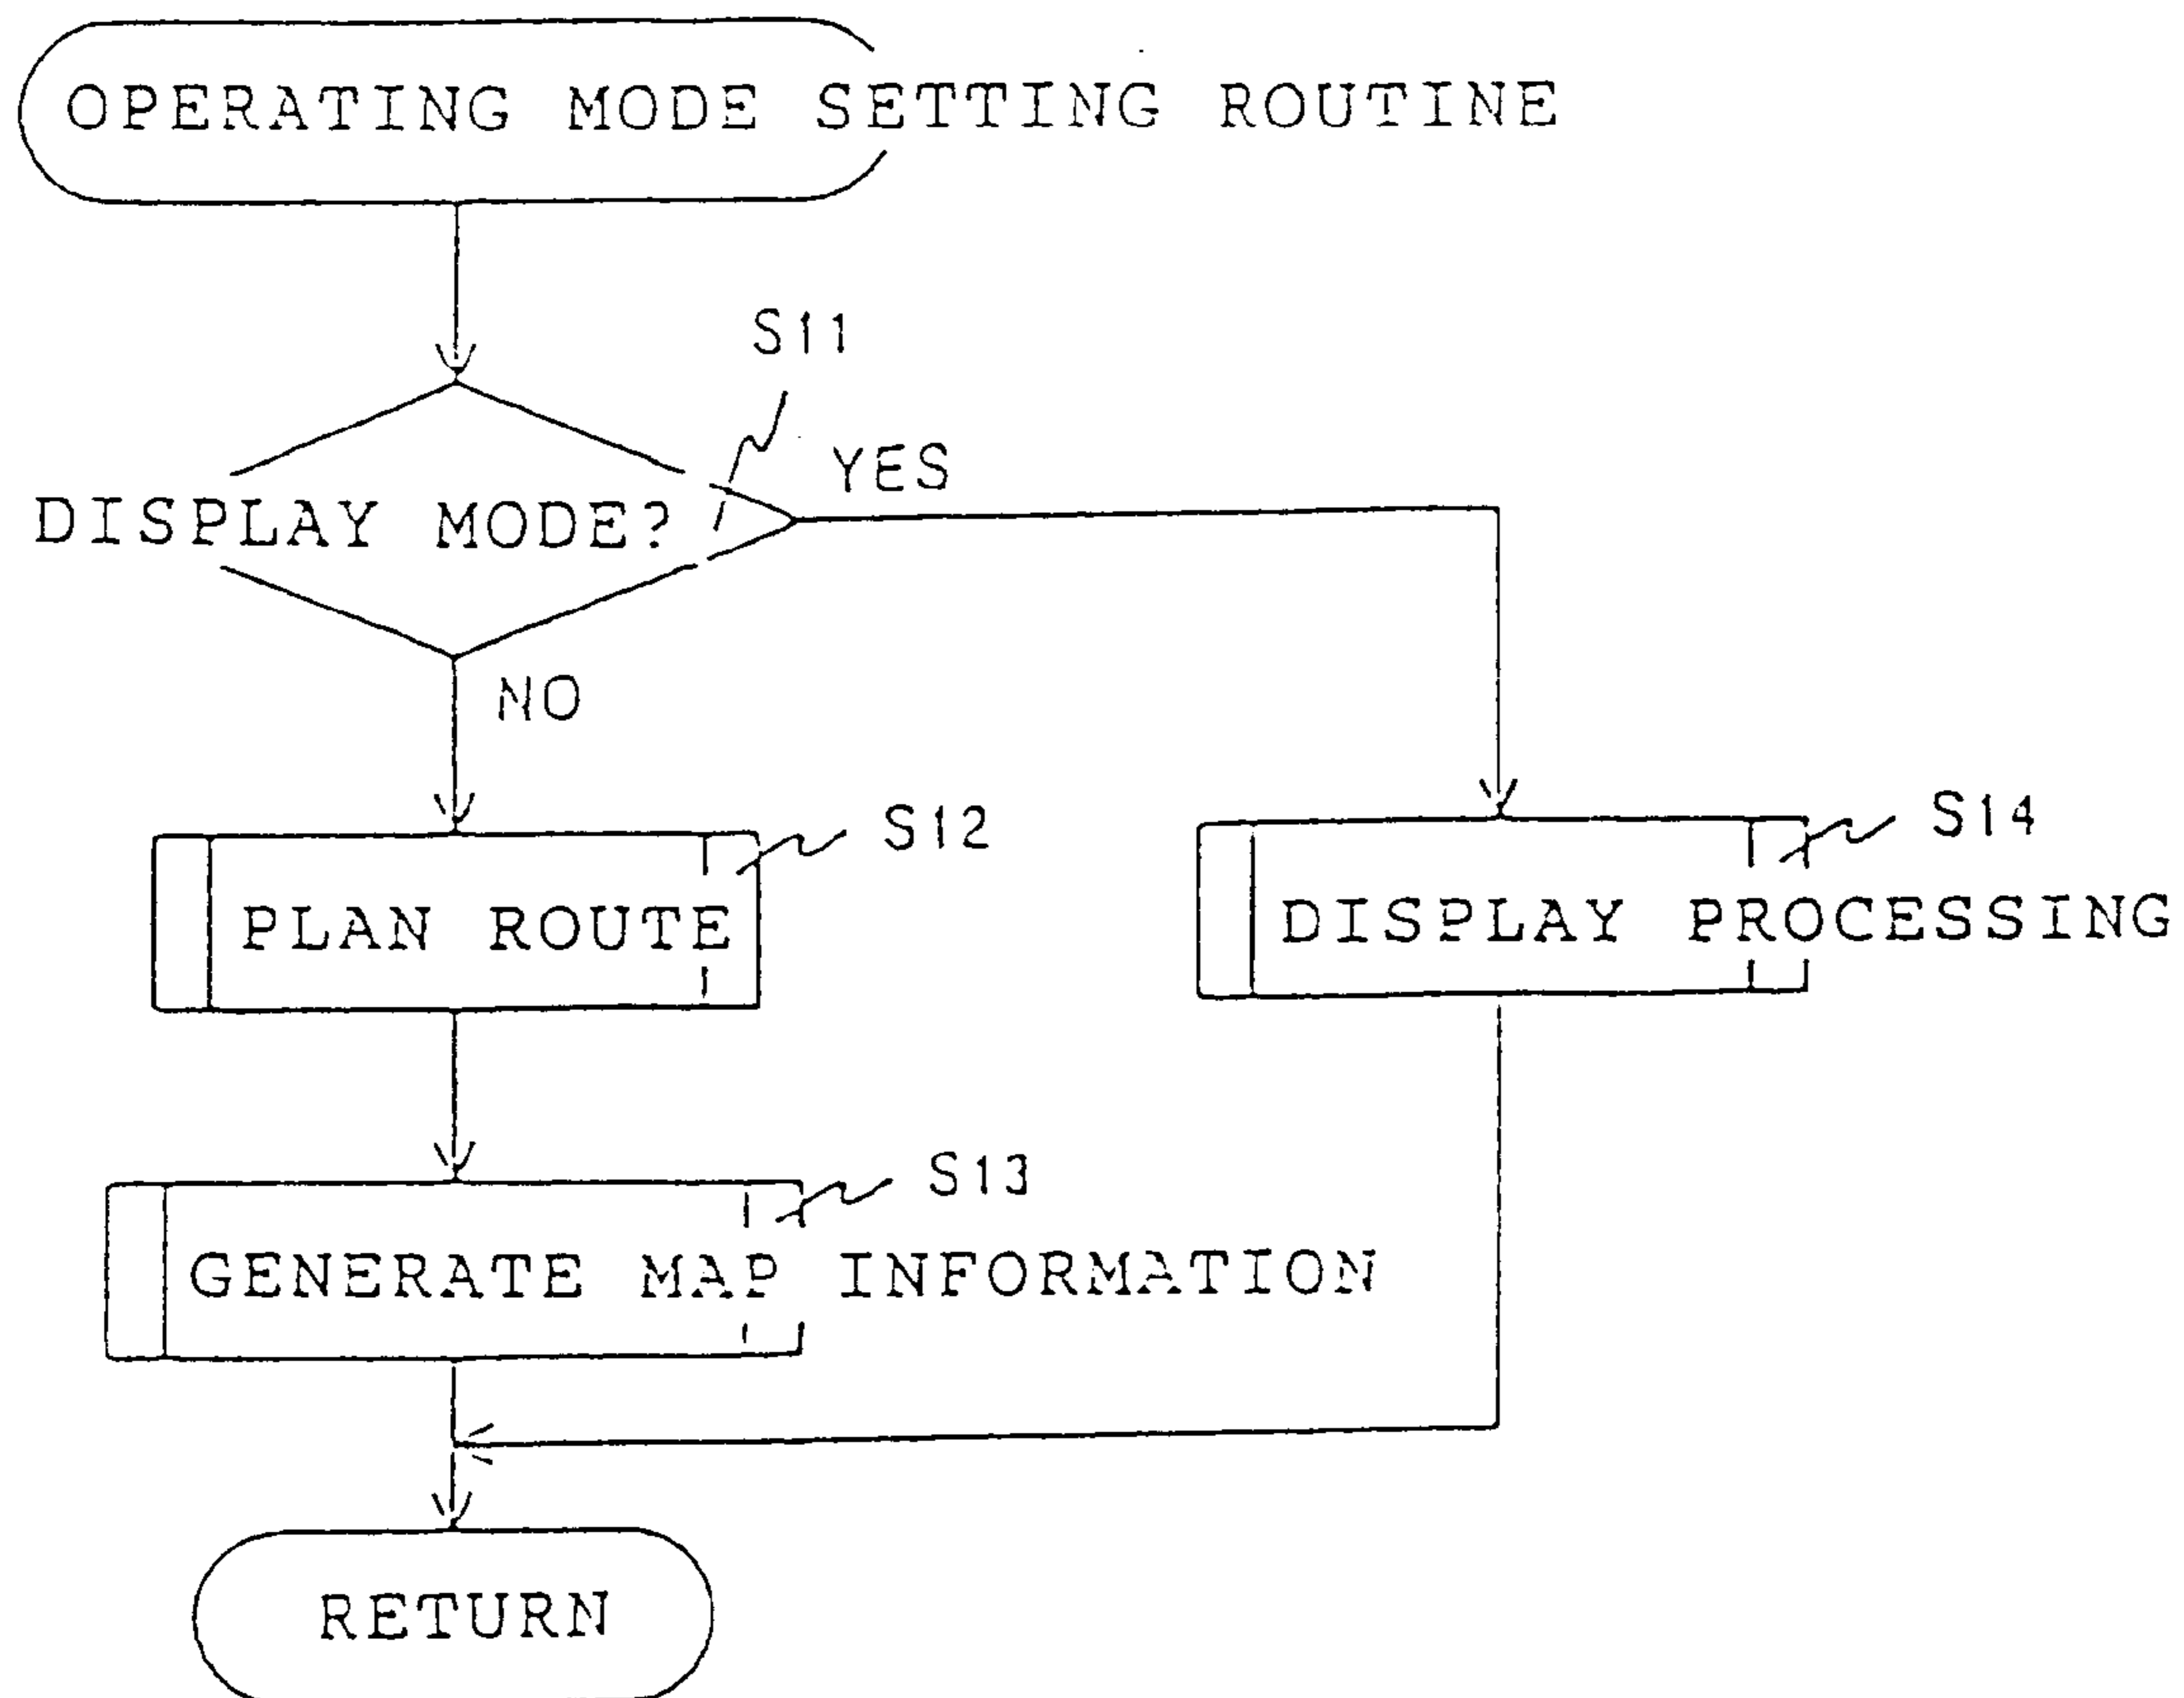 OPERATING MODE SETTING ROUTINE
S11
YES
DISPLAY MODE?
NO
S12
PLAN ROUTE
S14
DISPLAY PROCESSING
S13
GENERATE MAP INFORMATION
RETURN